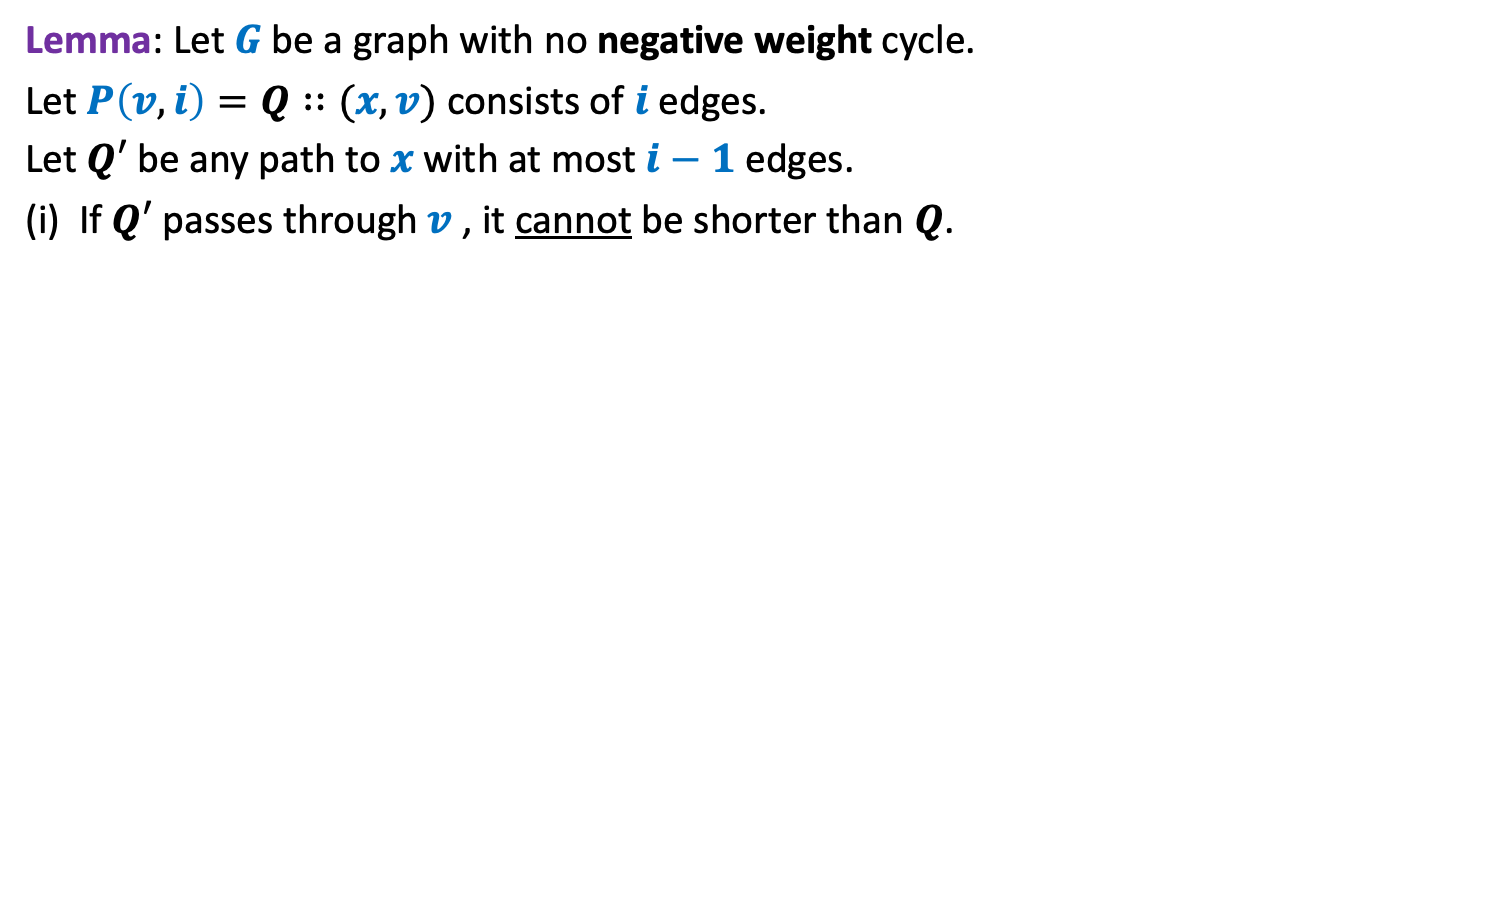 Lemma: Let G be a graph with no negative weight cycle.
Let P(v, i) = Q :: (x, v) consists of i edges.
Let Q′ be any path to x with at most i − 1 edges.
(i) If Q′ passes through v , it cannot be shorter than Q.